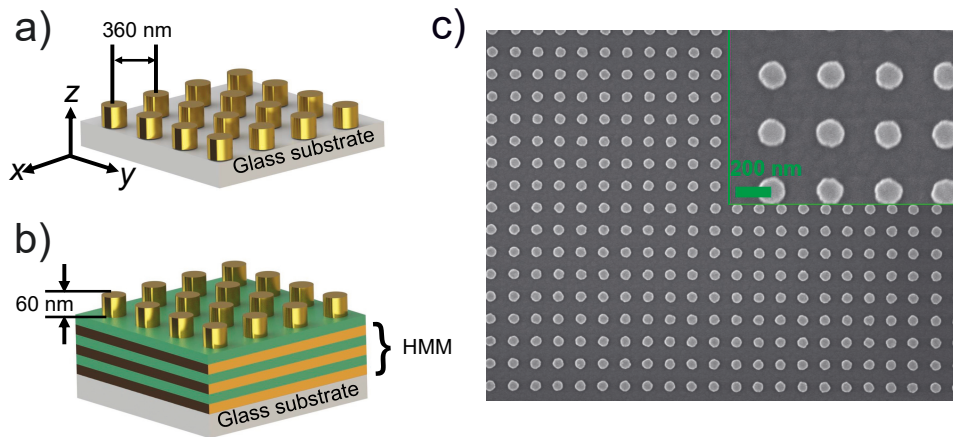 a)
360 nm
z
x
y
Glass substrate
b)
60 nm
HMM
Glass substrate
c)
200 nm